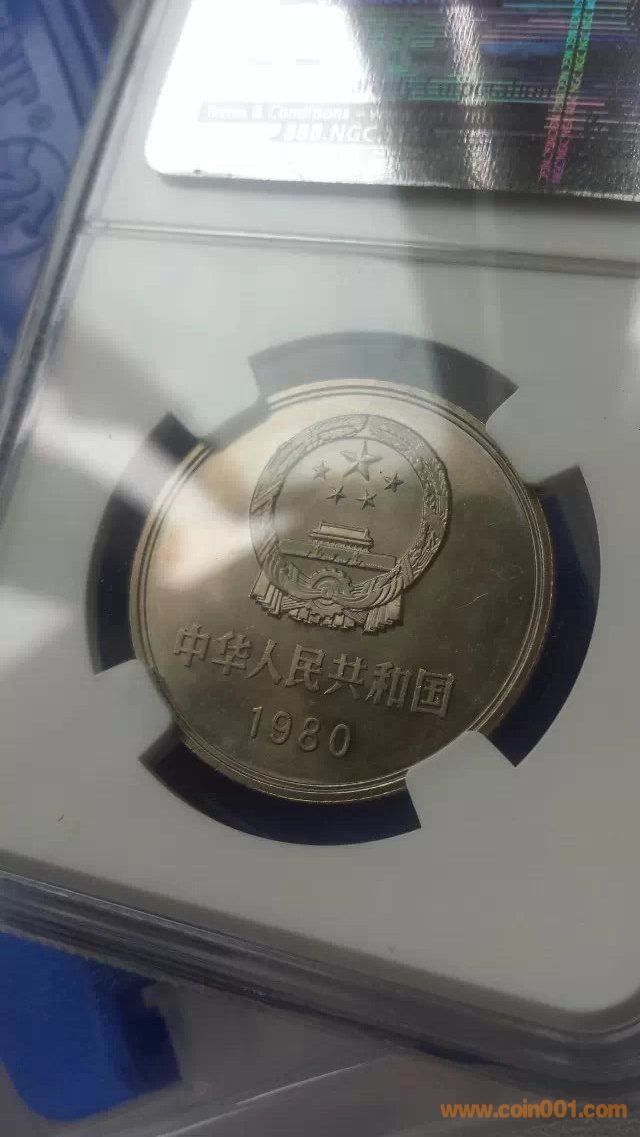 Corporation
Terms & Conditions - 
NGC
中华人民共和国
1980
www.coin001.com